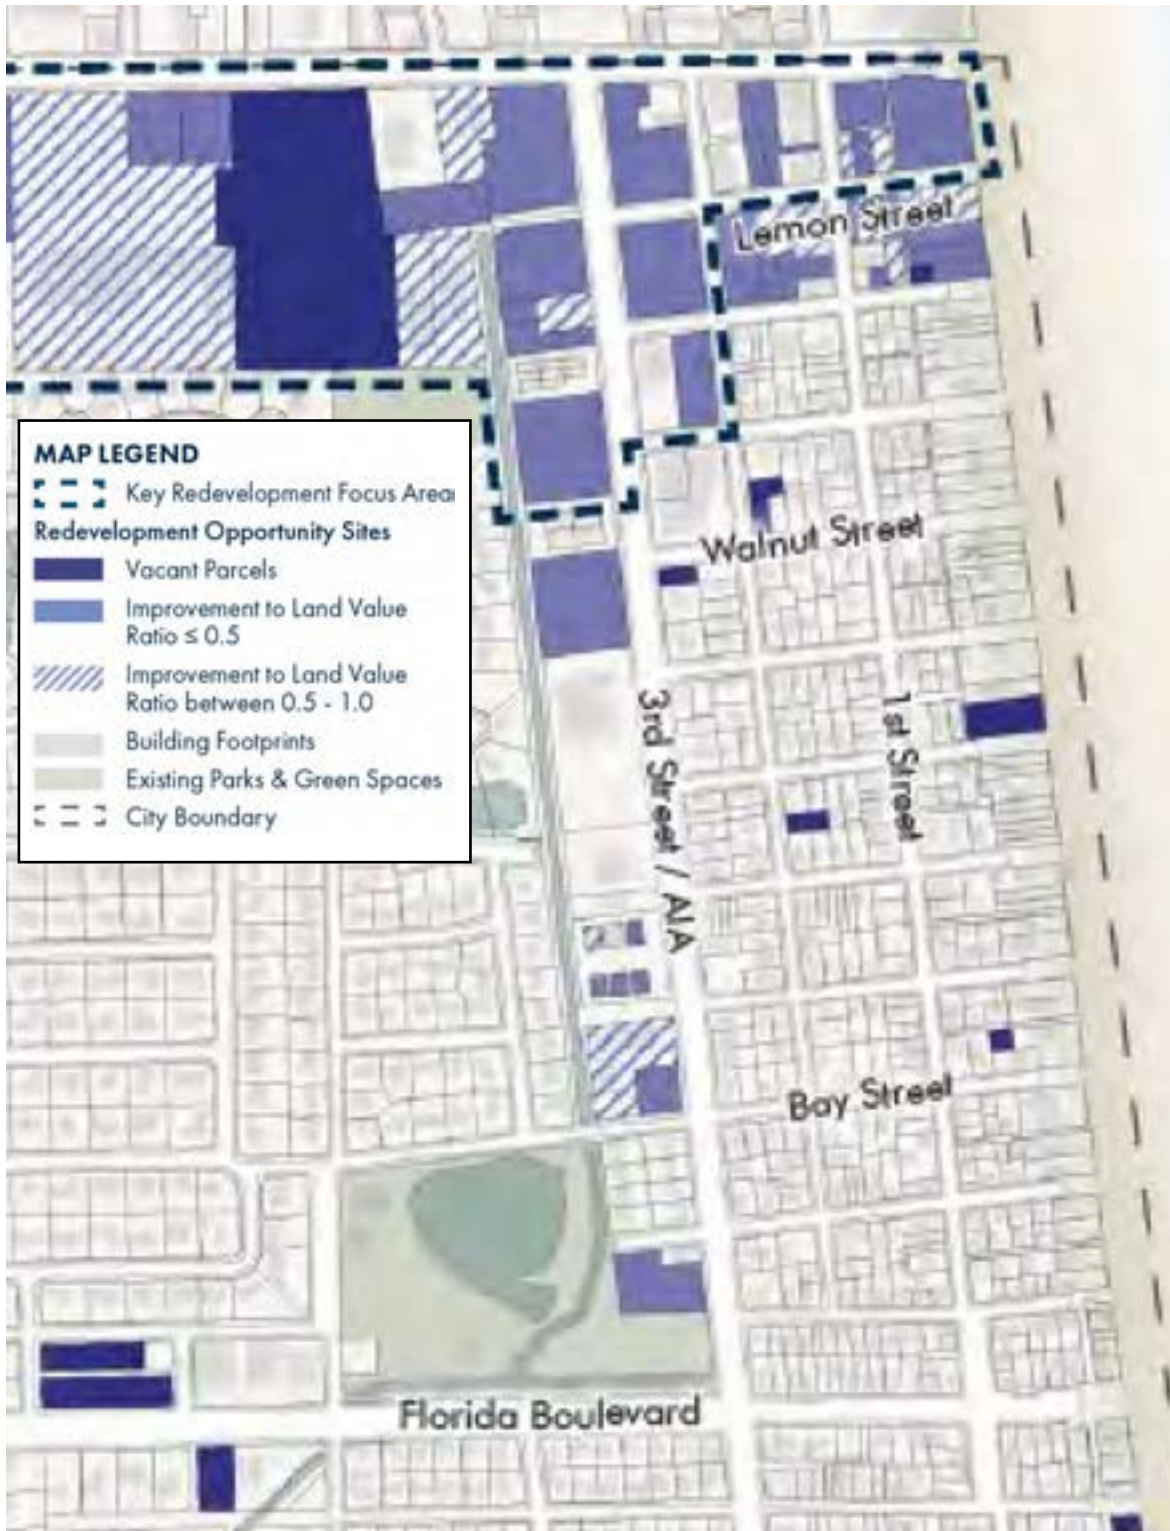 Lemon Street
MAP LEGEND
Key Redevelopment Focus Area
Redevelopment Opportunity Sites
Vacant Parcels
Improvement to Land Value
Ratio ≤ 0.5
Improvement to Land Value
Ratio between 0.5 - 1.0
Building Footprints
Existing Parks & Green Spaces
City Boundary
Walnut Street
3rd Street / A1A
1st Street
Bay Street
Florida Boulevard